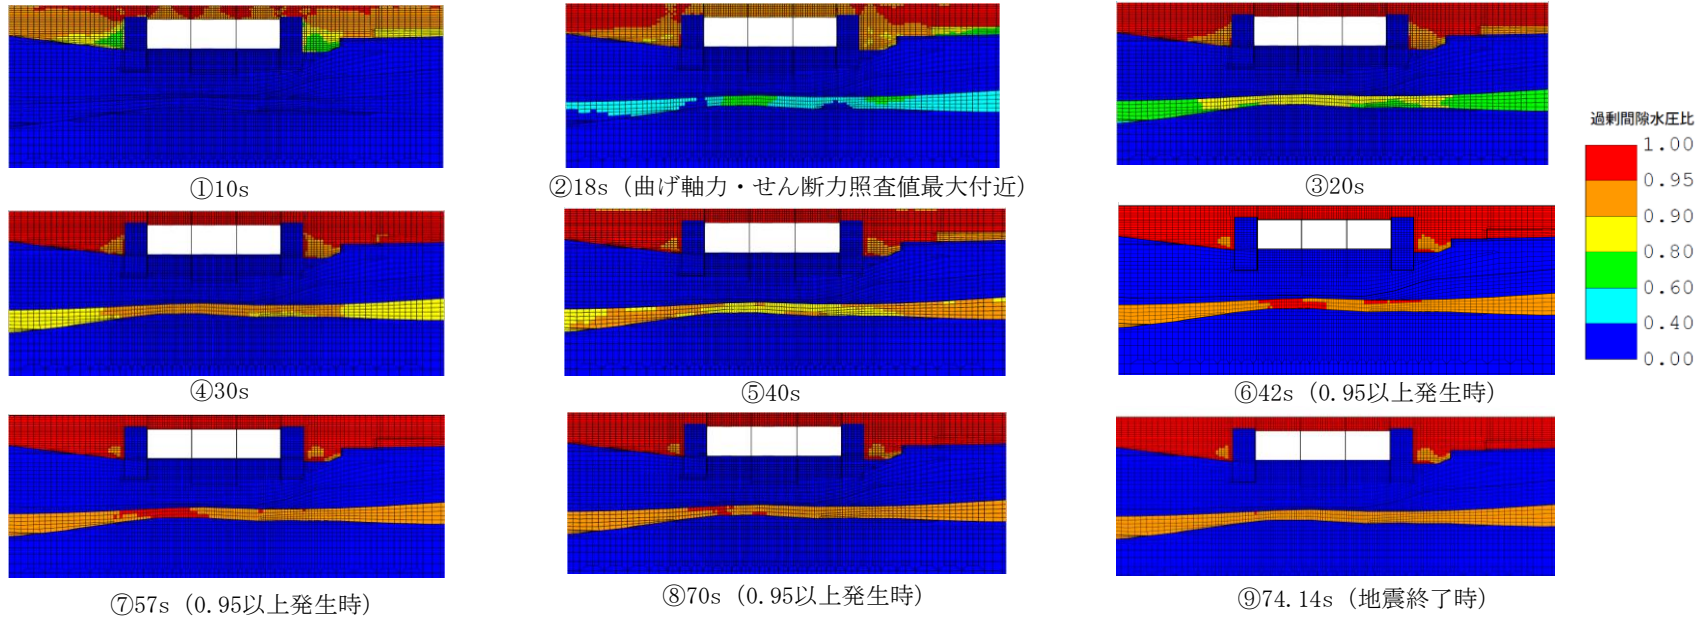 ①10s
②18s（曲げ軸力・せん断力照査値最大付近）
③20s
過剰間隙水圧比
1.00
0.95
0.90
0.80
0.60
0.40
0.00
④30s
⑤40s
⑥42s（0.95以上発生時）
⑦57s（0.95以上発生時）
⑧70s（0.95以上発生時）
⑨74.14s（地震終了時）